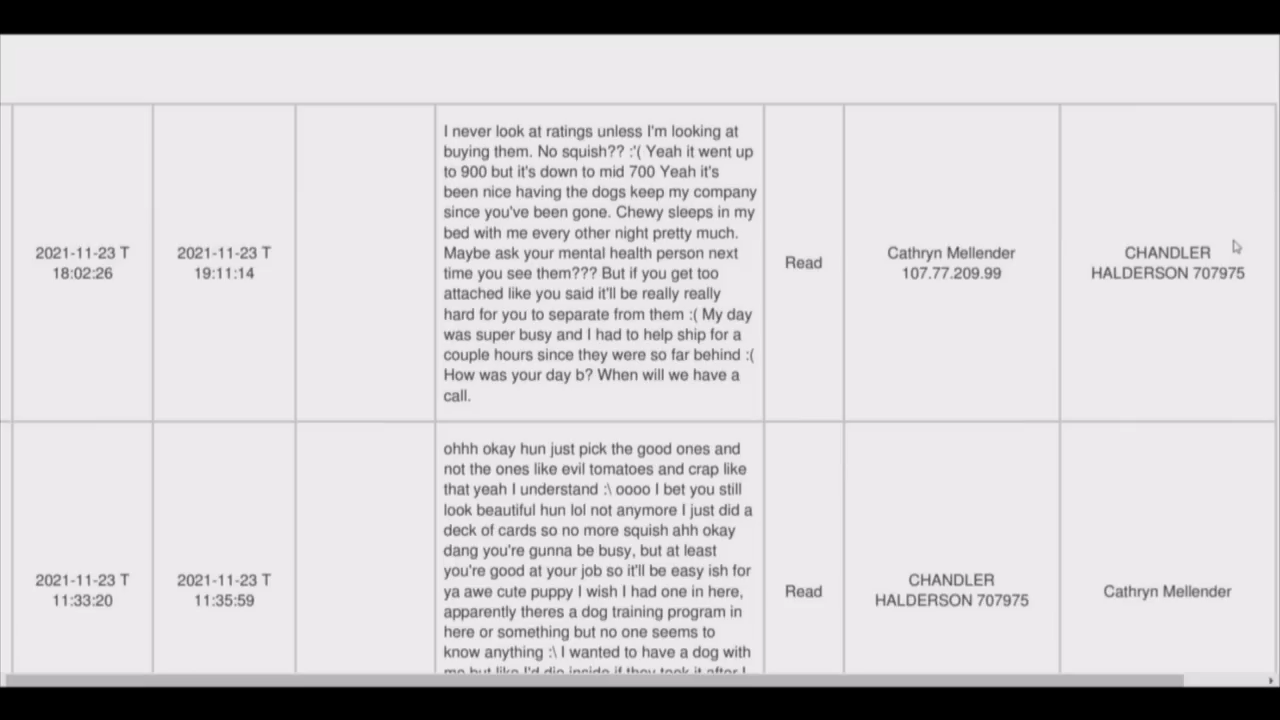 2021-11-23 T
18:02:26
2021-11-23 T
19:11:14
I never look at ratings unless I'm looking at
buying them. No squish?? :'( Yeah it went up
to 900 but it's down to mid 700 Yeah it's
been nice having the dogs keep my company
since you've been gone. Chewy sleeps in my
bed with me every other night pretty much.
Maybe ask your mental health person next
time you see them??? But if you get too
attached like you said it'll be really really
hard for you to separate from them :( My day
was super busy and I had to help ship for a
couple hours since they were so far behind :(
How was your day b? When will we have a
call.
Read
Cathryn Mellender
107.77.209.99
CHANDLER
HALDERSON 707975
2021-11-23 T
11:33:20
2021-11-23 T
11:35:59
ohhh okay hun just pick the good ones and
not the ones like evil tomatoes and crap like
that yeah I understand :\ oooo I bet you still
look beautiful hun lol not anymore I just did a
deck of cards so no more squish ahh okay
dang you're gunna be busy, but at least
you're good at your job so it'll be easy ish for
ya awe cute puppy I wish I had one in here,
apparently theres a dog training program in
here or something but no one seems to
know anything :\ I wanted to have a dog with
me but like I'd die inside if they took it after I
Read
CHANDLER
HALDERSON 707975
Cathryn Mellender